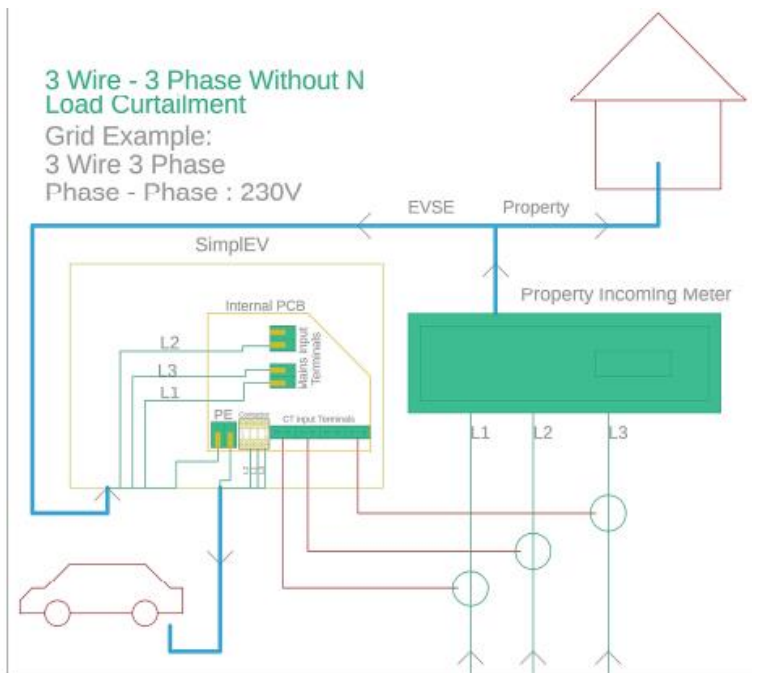 3 Wire - 3 Phase Without N
Load Curtailment
Grid Example:
3 Wire 3 Phase
Phase - Phase : 230V
EVSE
Property
SimplEV
Property Incoming Meter
Internal PCB
Mains Input
Terminals
L2
L3
L1
PE
Contactor
CT Input Terminals
L1
L2
L3